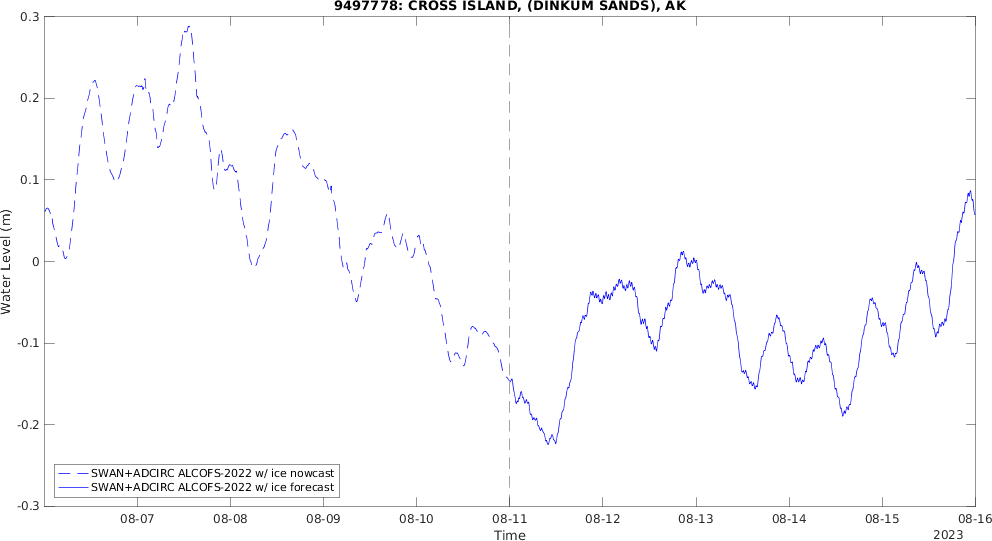 9497778: CROSS ISLAND, (DINKUM SANDS), AK
0.3
0.2
0.1
0
-0.1
-0.2
-0.3
Water Level (m)
SWAN+ADCIRC ALCOFS-2022 w/ ice nowcast
SWAN+ADCIRC ALCOFS-2022 w/ ice forecast
08-07 08-08 08-09 08-10 08-11 08-12 08-13 08-14 08-15 08-16
Time
2023